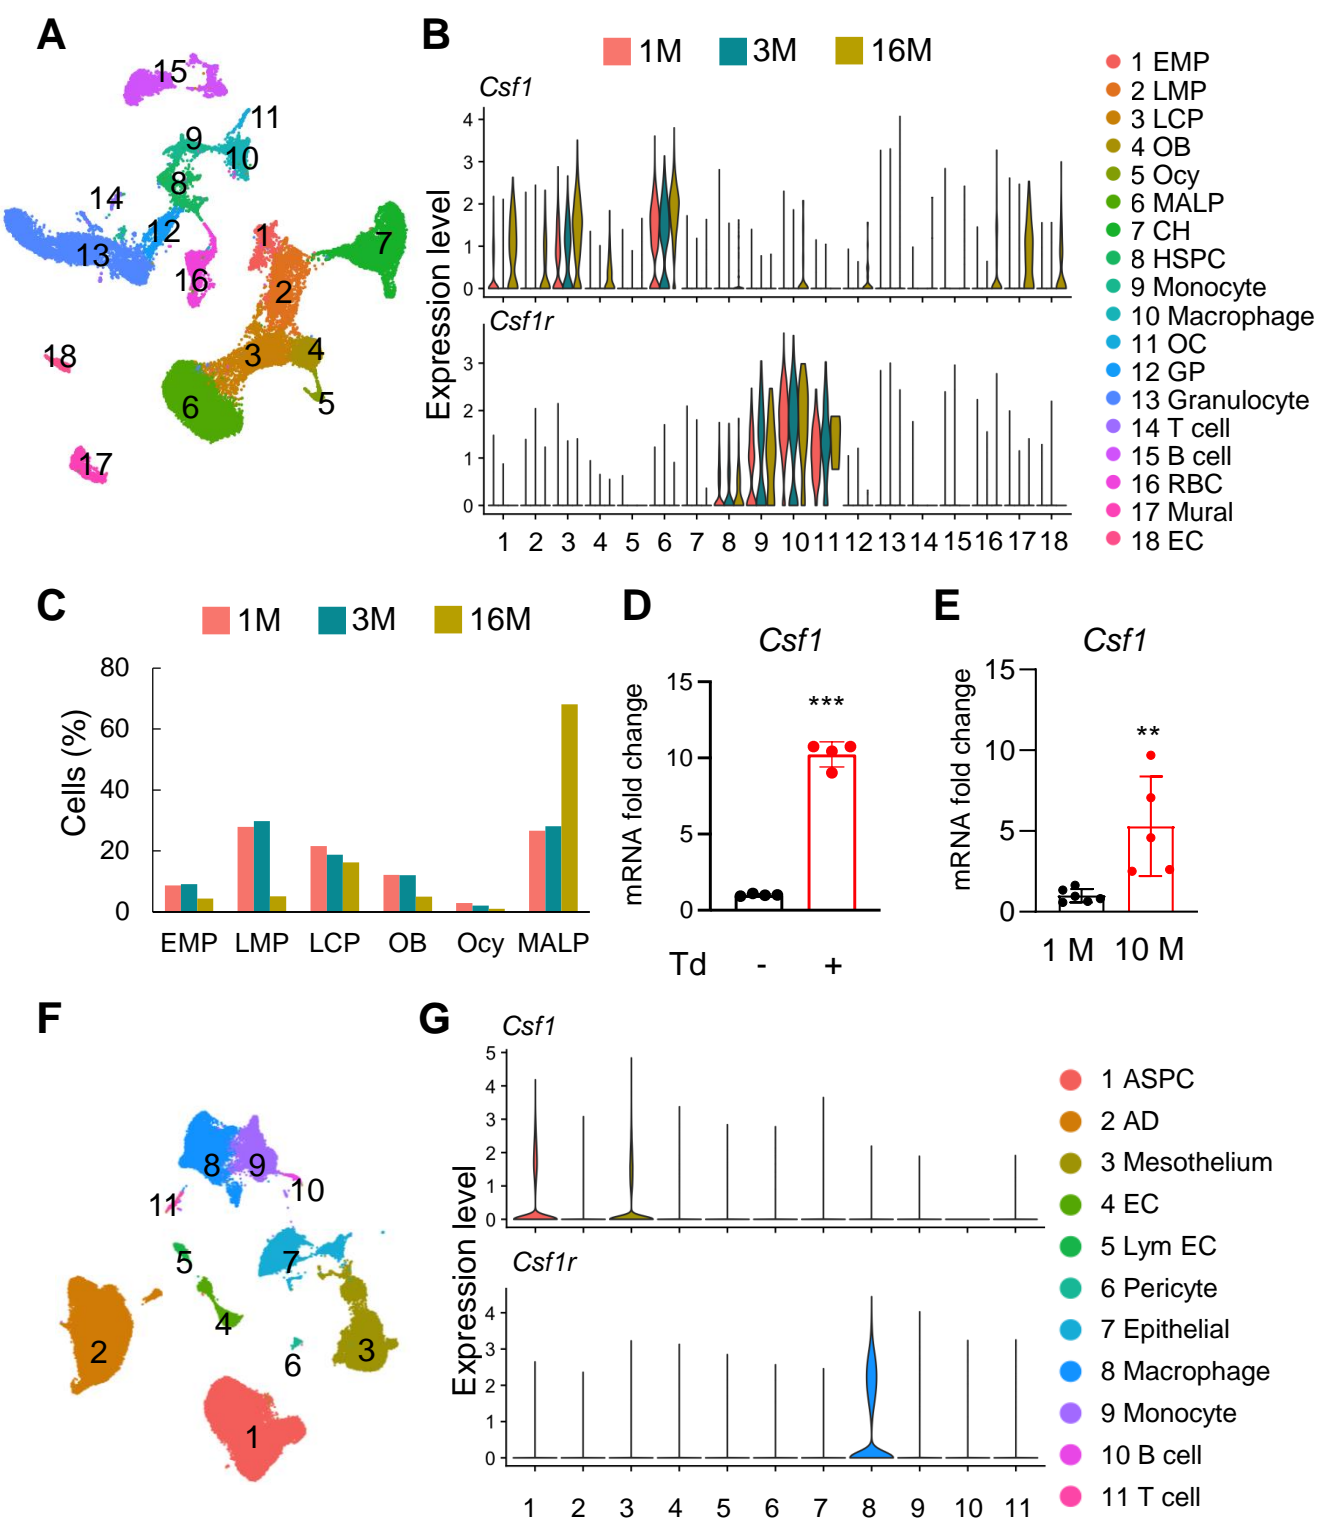 A
15
11
9
10
8
14
12
13
16
1
7
2
3
4
5
6
18
17
B
1M 3M 16M
Csf1
Expression level
4
3
2
1
0
Csf1r
3
2
1
0
1 2 3 4 5 6 7 8 9 10 11 12 13 14 15 16 17 18
1 EMP
2 LMP
3 LCP
4 OB
5 Ocy
6 MALP
7 CH
8 HSPC
9 Monocyte
10 Macrophage
11 OC
12 GP
13 Granulocyte
14 T cell
15 B cell
16 RBC
17 Mural
18 EC
C
1M 3M 16M
Cells (%)
80
60
40
20
0
EMP LMP LCP OB Ocy MALP
D
Csf1
mRNA fold change
15
10
5
0
***
Td - +
E
Csf1
mRNA fold change
15
10
5
0
**
1 M 10 M
F
8
9
10
11
5
7
4
2
3
6
1
G
Csf1
Expression level
5
4
3
2
1
0
Csf1r
Expression level
4
3
2
1
0
1 2 3 4 5 6 7 8 9 10 11
1 ASPC
2 AD
3 Mesothelium
4 EC
5 Lym EC
6 Pericyte
7 Epithelial
8 Macrophage
9 Monocyte
10 B cell
11 T cell